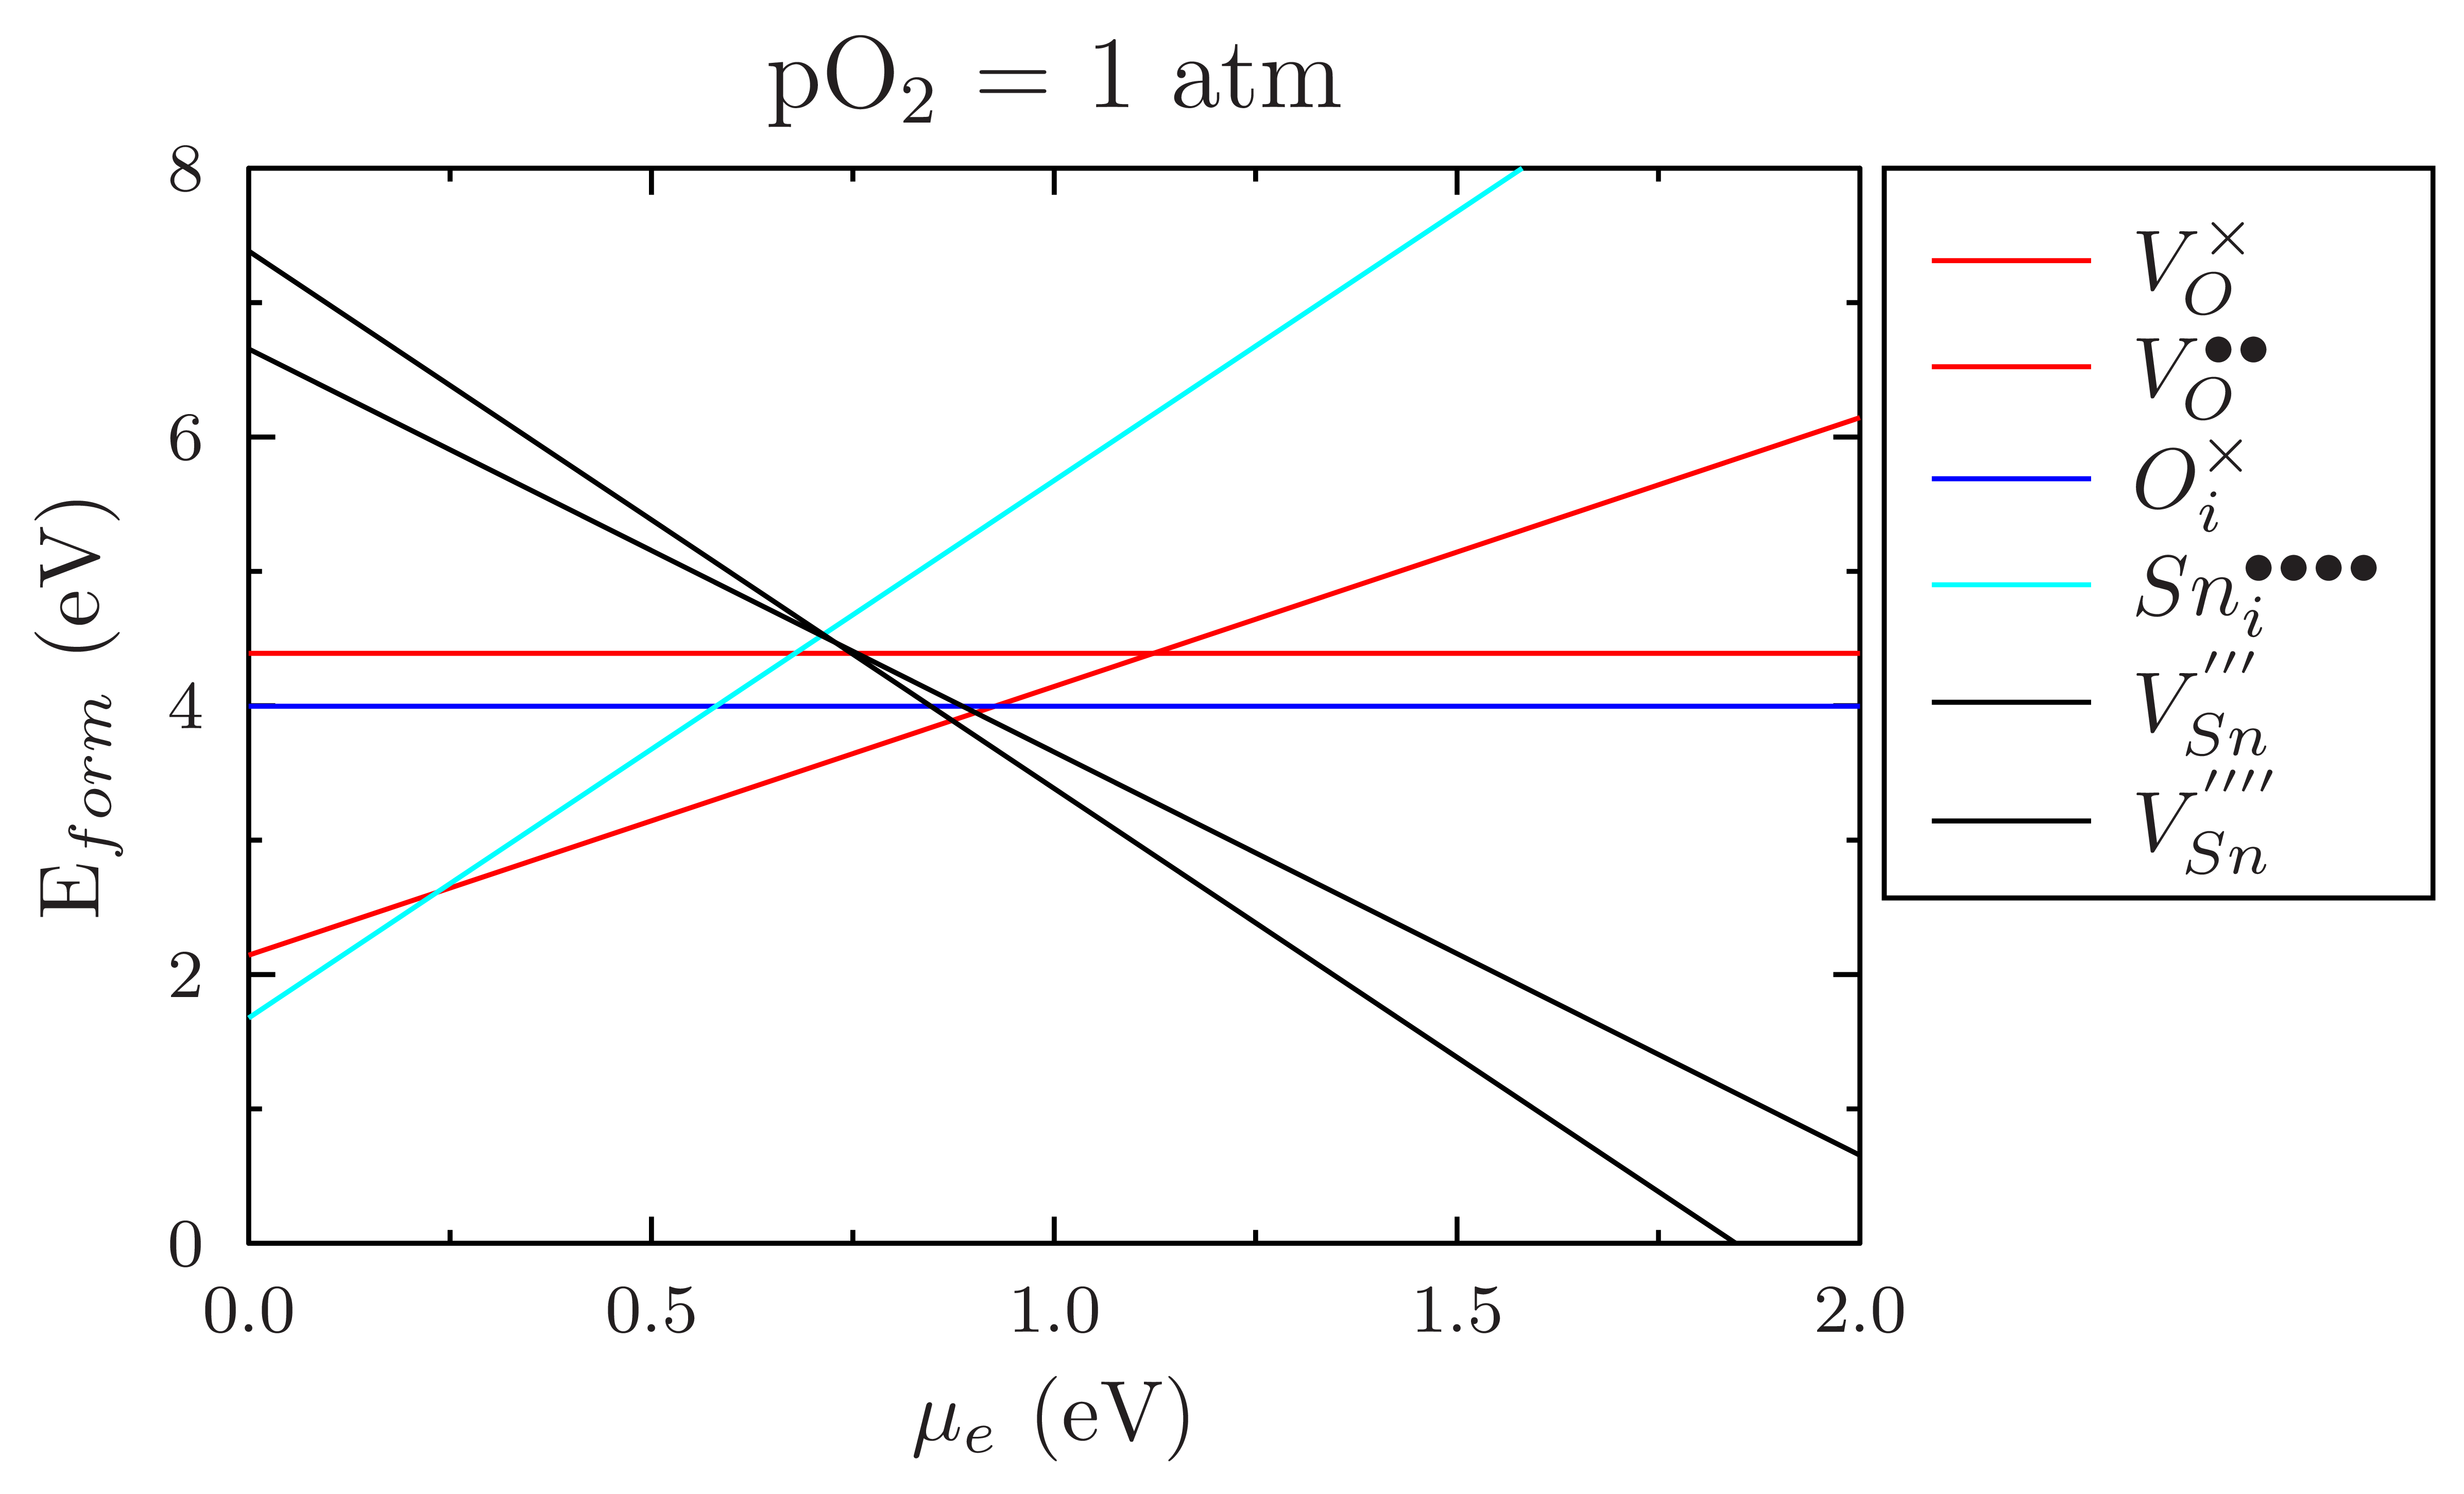 pO₂ = 1 atm
8
6
4
2
0
E_form (eV)
0.0 0.5 1.0 1.5 2.0
μ_e (eV)
V_O^×
V_O^••
O_i^×
Sn_i^••••
V_Sn^′′′
V_Sn^′′′′